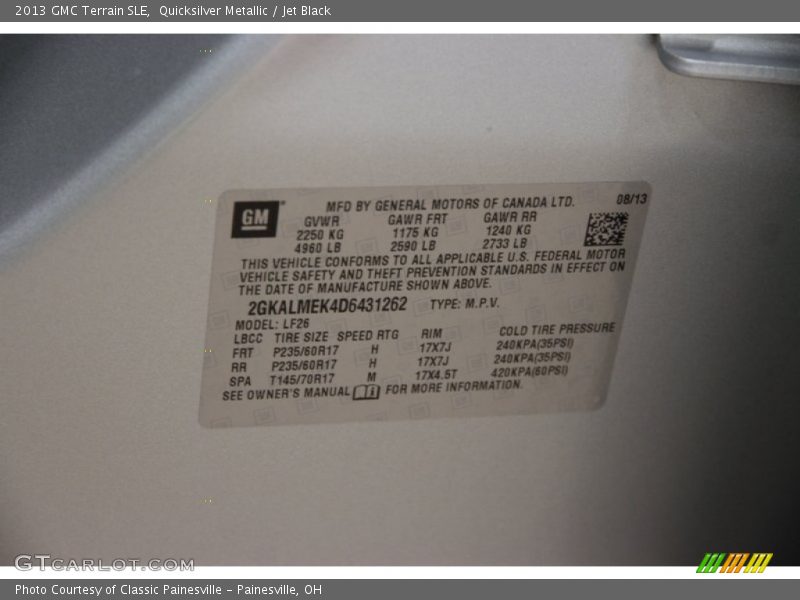 2013 GMC Terrain SLE, Quicksilver Metallic / Jet Black
GM
MFD BY GENERAL MOTORS OF CANADA LTD.
08/13
GVWR GAWR FRT GAWR RR
2250 KG 1175 KG 1240 KG
4960 LB 2590 LB 2733 LB
THIS VEHICLE CONFORMS TO ALL APPLICABLE U.S. FEDERAL MOTOR
VEHICLE SAFETY AND THEFT PREVENTION STANDARDS IN EFFECT ON
THE DATE OF MANUFACTURE SHOWN ABOVE.
2GKALMEK4D6431262 TYPE: M.P.V.
MODEL: LF26
LBCC TIRE SIZE SPEED RTG RIM COLD TIRE PRESSURE
FRT P235/60R17 H 17X7J 240KPA(35PSI)
RR P235/60R17 H 17X7J 240KPA(35PSI)
SPA T145/70R17 M 17X4.5T 420KPA(60PSI)
SEE OWNER'S MANUAL FOR MORE INFORMATION.
GTCARLOT.COM
Photo Courtesy of Classic Painesville - Painesville, OH